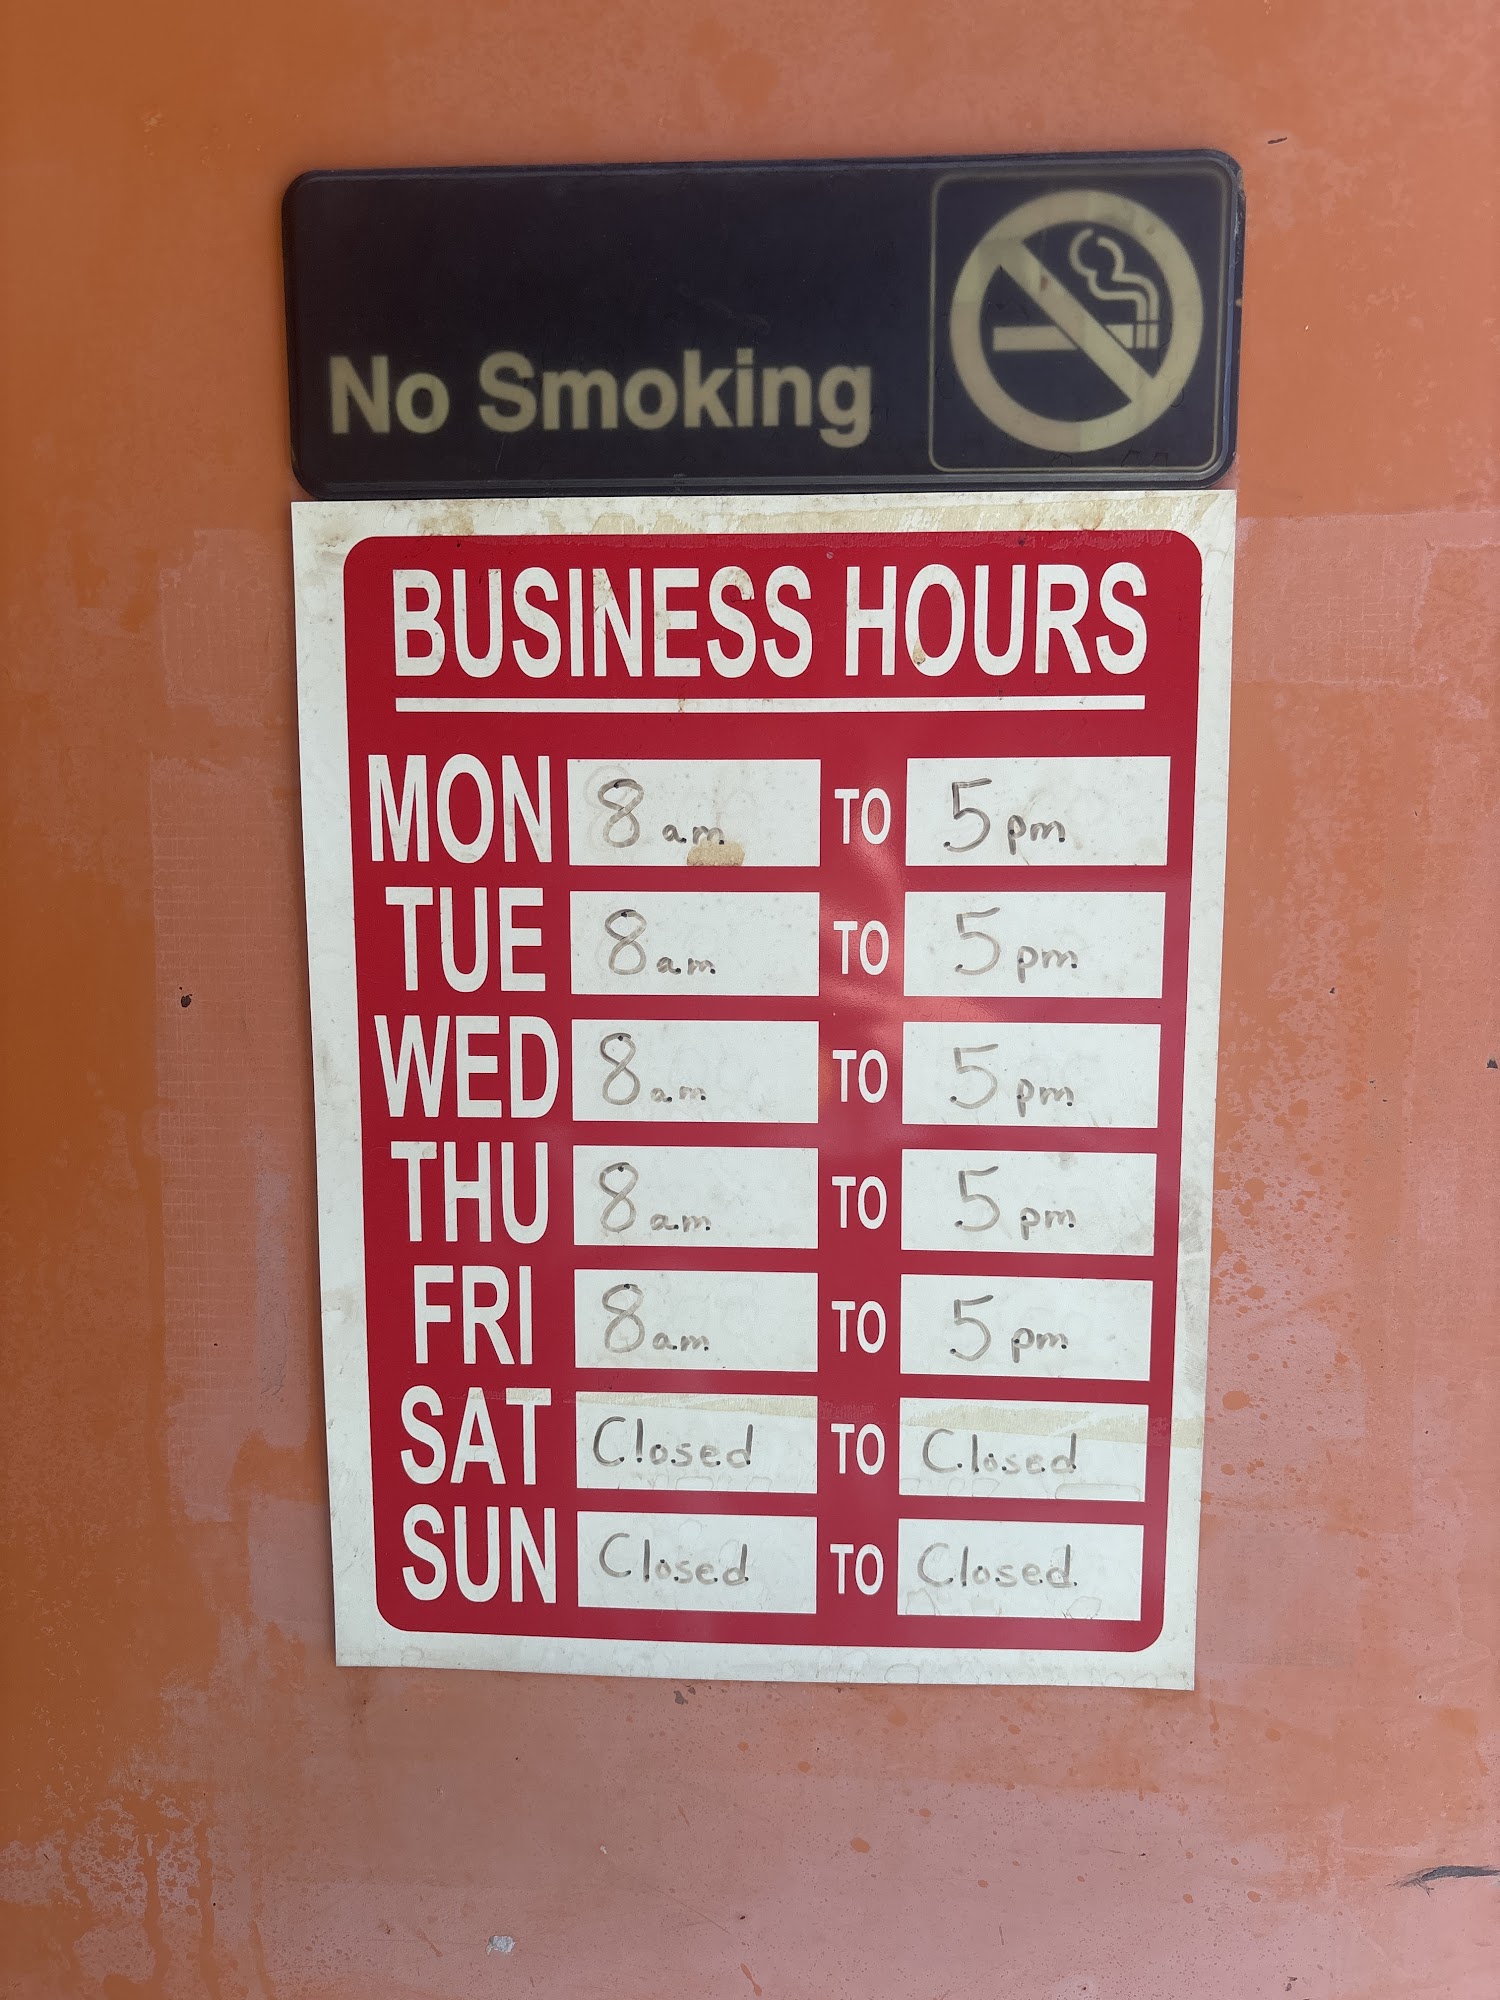 No Smoking
BUSINESS HOURS
MON 8 a.m. TO 5 pm
TUE 8 a.m. TO 5 pm
WED 8 a.m. TO 5 pm
THU 8 a.m. TO 5 pm
FRI 8 a.m. TO 5 pm
SAT Closed TO Closed
SUN Closed TO Closed